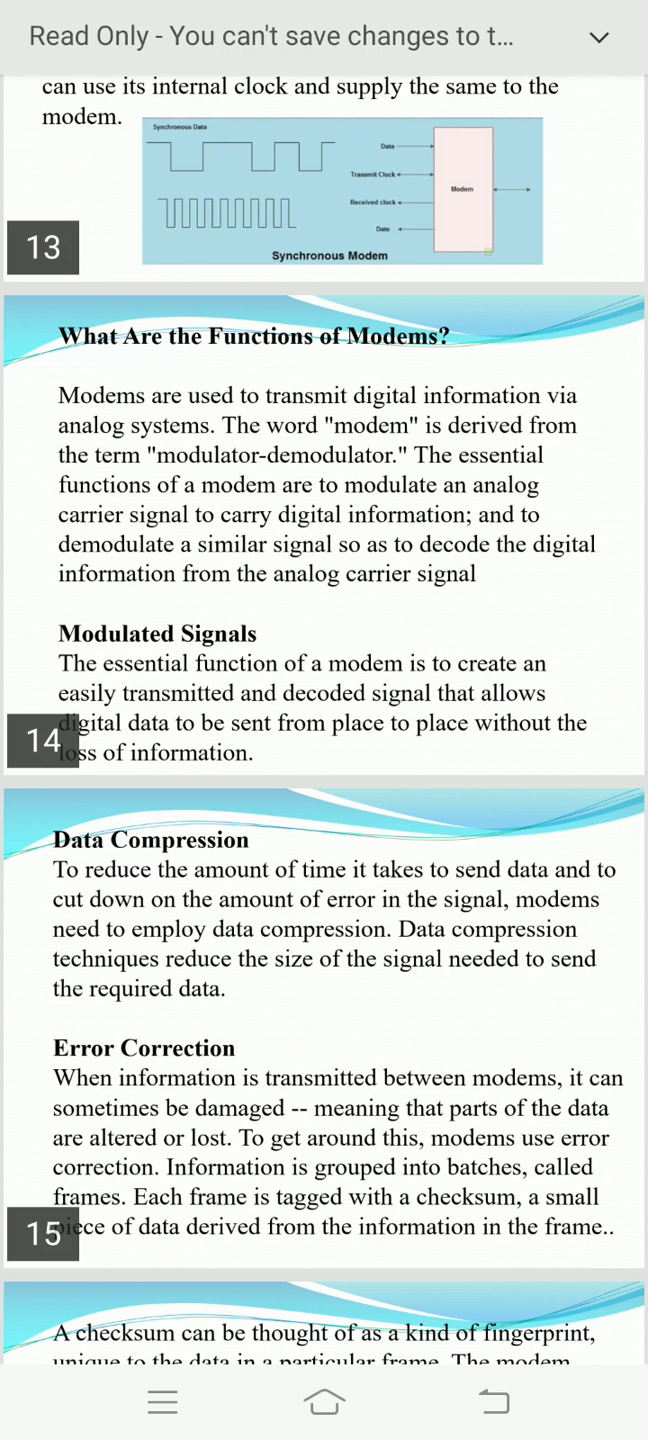 Read Only - You can't save changes to t...
can use its internal clock and supply the same to the
modem.
Synchronous Data
Data
Transmit Clock
Modem
Received clock
Date
Synchronous Modem
13
What Are the Functions of Modems?
Modems are used to transmit digital information via
analog systems. The word "modem" is derived from
the term "modulator-demodulator." The essential
functions of a modem are to modulate an analog
carrier signal to carry digital information; and to
demodulate a similar signal so as to decode the digital
information from the analog carrier signal
Modulated Signals
The essential function of a modem is to create an
easily transmitted and decoded signal that allows
digital data to be sent from place to place without the
loss of information.
14
Data Compression
To reduce the amount of time it takes to send data and to
cut down on the amount of error in the signal, modems
need to employ data compression. Data compression
techniques reduce the size of the signal needed to send
the required data.
Error Correction
When information is transmitted between modems, it can
sometimes be damaged -- meaning that parts of the data
are altered or lost. To get around this, modems use error
correction. Information is grouped into batches, called
frames. Each frame is tagged with a checksum, a small
piece of data derived from the information in the frame..
15
A checksum can be thought of as a kind of fingerprint,
unique to the data in a particular frame. The modem